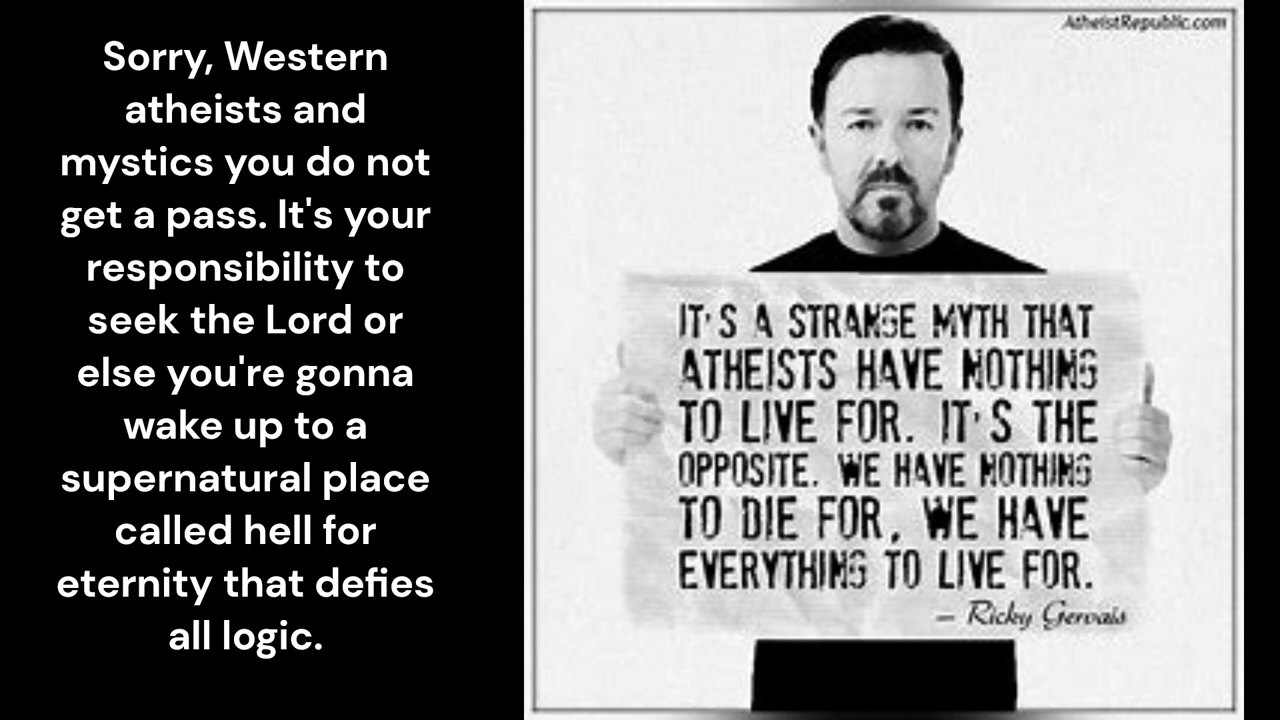 Sorry, Western
atheists and
mystics you do not
get a pass. It's your
responsibility to
seek the Lord or
else you're gonna
wake up to a
supernatural place
called hell for
eternity that defies
all logic.
AtheistRepublic.com
IT'S A STRANGE MYTH THAT
ATHEISTS HAVE NOTHING
TO LIVE FOR. IT'S THE
OPPOSITE. WE HAVE NOTHING
TO DIE FOR, WE HAVE
EVERYTHING TO LIVE FOR.
– Ricky Gervais